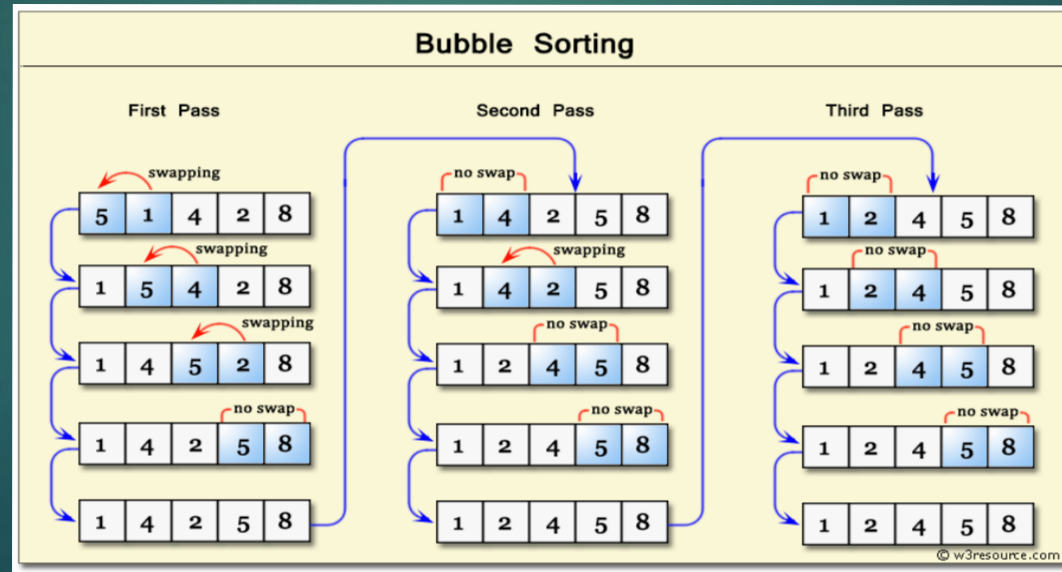 Bubble Sorting
First Pass
swapping
5 1 4 2 8
swapping
1 5 4 2 8
swapping
1 4 5 2 8
no swap
1 4 2 5 8
1 4 2 5 8
Second Pass
no swap
1 4 2 5 8
swapping
1 4 2 5 8
no swap
1 2 4 5 8
no swap
1 2 4 5 8
1 2 4 5 8
Third Pass
no swap
1 2 4 5 8
no swap
1 2 4 5 8
no swap
1 2 4 5 8
no swap
1 2 4 5 8
1 2 4 5 8
© w3resource.com